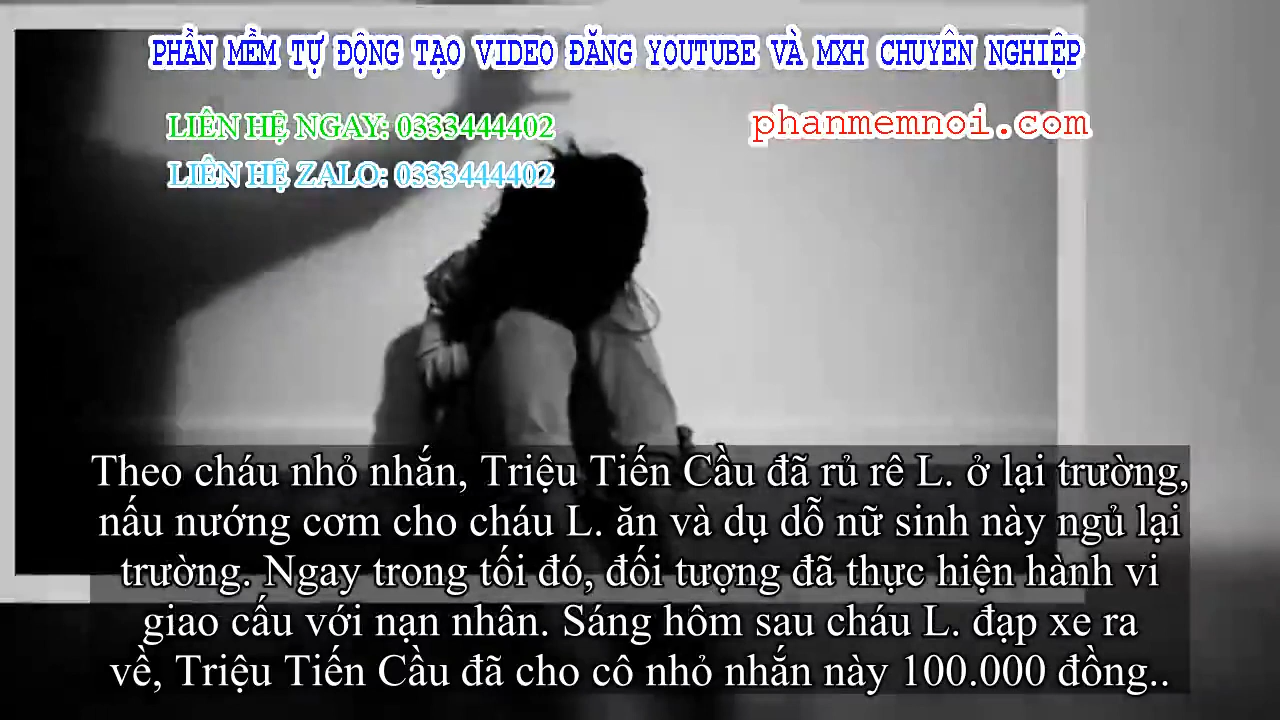 PHẦN MỀM TỰ ĐỘNG TẠO VIDEO ĐĂNG YOUTUBE VÀ MXH CHUYÊN NGHIỆP
LIÊN HỆ NGAY: 0333444402
phanmemnoi.com
LIÊN HỆ ZALO: 0333444402
Theo cháu nhỏ nhắn, Triệu Tiến Cầu đã rủ rê L. ở lại trường,
nấu nướng cơm cho cháu L. ăn và dụ dỗ nữ sinh này ngủ lại
trường. Ngay trong tối đó, đối tượng đã thực hiện hành vi
giao cấu với nạn nhân. Sáng hôm sau cháu L. đạp xe ra
về, Triệu Tiến Cầu đã cho cô nhỏ nhắn này 100.000 đồng..